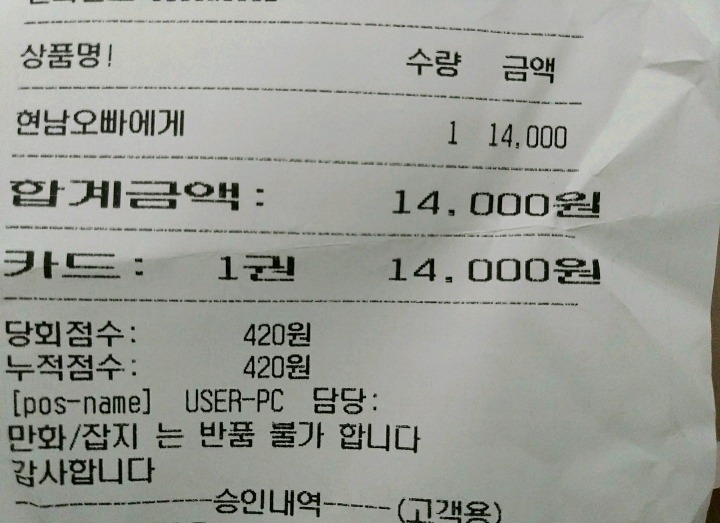 상품명! 수량 금액
현남오빠에게 1 14,000
합계금액: 14,000원
카드: 1권 14,000원
당회점수: 420원
누적점수: 420원
[pos-name] USER-PC 담당:
만화/잡지 는 반품 불가 합니다
감사합니다
승인내역 (고객용)